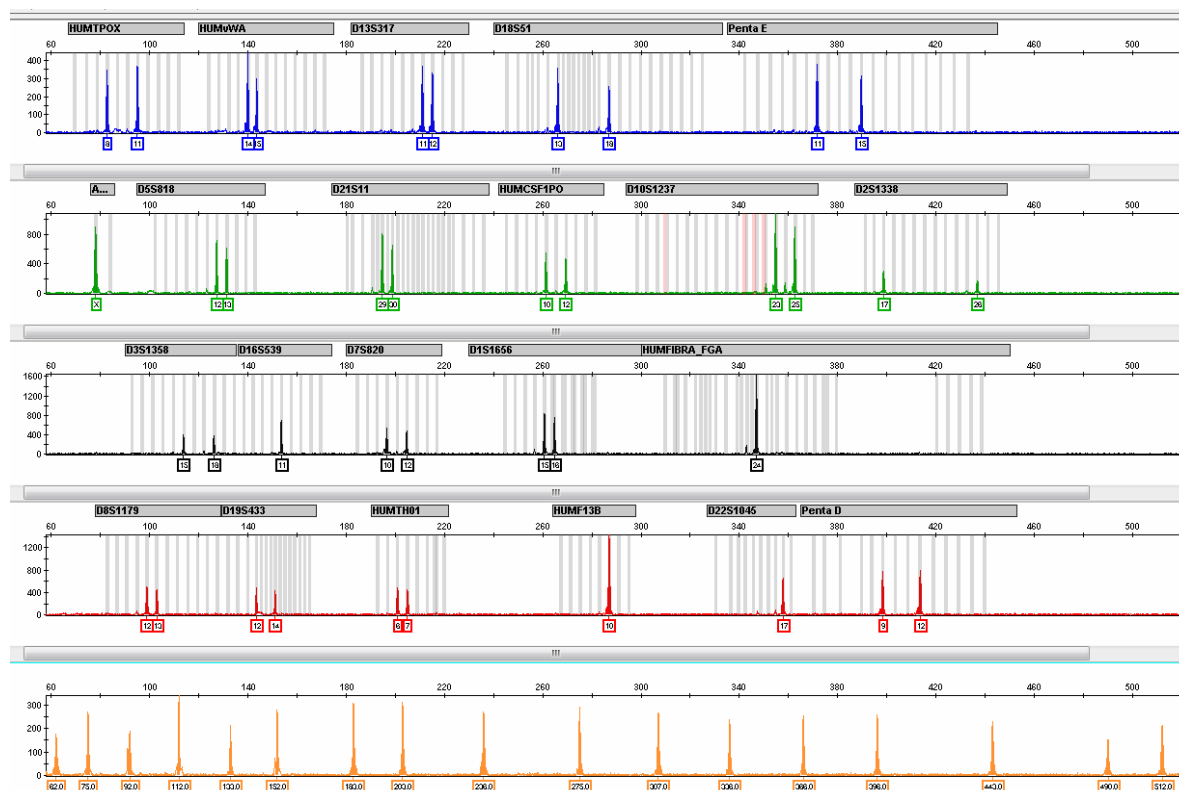 HUMTPOX HUMvWA D13S317 D18S51 Penta E
60 100 140 180 220 260 300 340 380 420 460 500
400
300
200
100
0
8 11 14 15 11 12 13 18 11 15
A... D5S818 D21S11 HUMCSF1PO D10S1237 D2S1338
60 100 140 180 220 260 300 340 380 420 460 500
800
400
0
X 12 13 29 30 10 12 23 25 17 26
D3S1358 D16S539 D7S820 D1S1656 HUMFIBRA_FGA
60 100 140 180 220 260 300 340 380 420 460 500
1600
1200
800
400
0
15 18 11 10 12 15 16 24
D8S1179 D19S433 HUMTH01 HUMF13B D22S1045 Penta D
60 100 140 180 220 260 300 340 380 420 460 500
1200
800
400
0
12 13 12 14 6 7 10 17 9 12
60 100 140 180 220 260 300 340 380 420 460 500
300
200
100
0
62.0 75.0 92.0 112.0 133.0 152.0 183.0 203.0 236.0 275.0 307.0 336.0 366.0 396.0 443.0 490.0 512.0